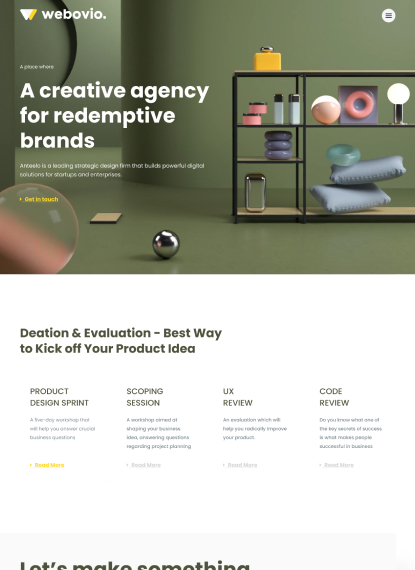 webovio.
A place where
A creative agency
for redemptive
brands
Anteelo is a leading strategic design firm that builds powerful digital
solutions for startups and enterprises.
Get in touch
Deation & Evaluation - Best Way
to Kick off Your Product Idea
PRODUCT
DESIGN SPRINT
A five-day workshop that
will help you answer crucial
business questions
Read More
SCOPING
SESSION
A workshop aimed at
shaping your business
idea, answering questions
regarding project planning
Read More
UX
REVIEW
An evaluation which will
help you radically improve
your product.
Read More
CODE
REVIEW
Do you know what one of
the key secrets of success
is what makes people
successful in business
Read More
Let's make something